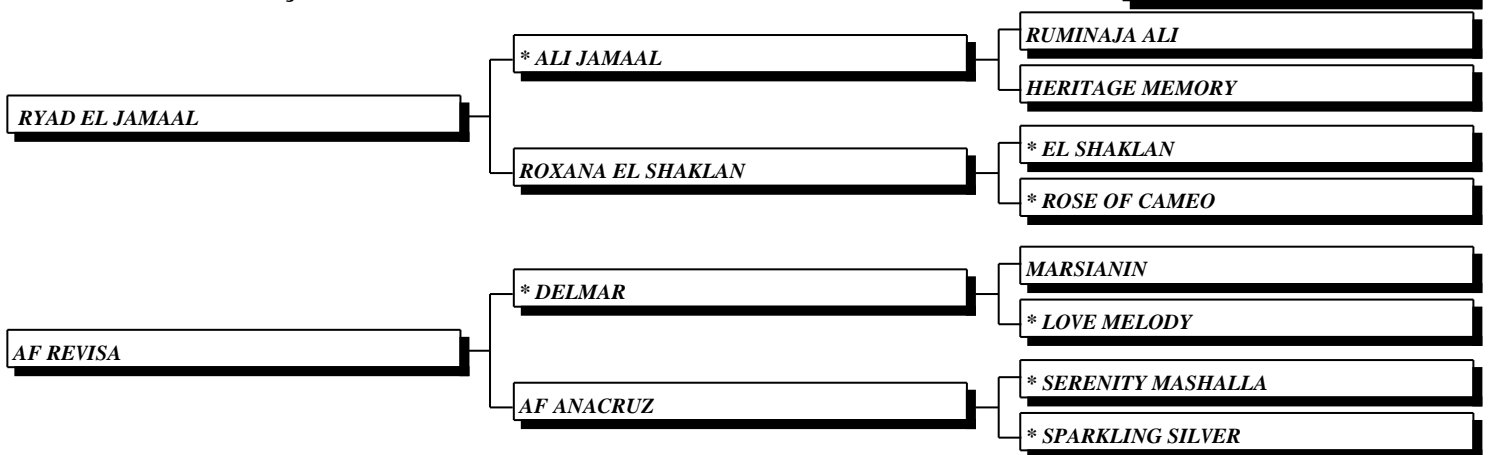 * ALI JAMAAL
RUMINAJA ALI
HERITAGE MEMORY
RYAD EL JAMAAL
ROXANA EL SHAKLAN
* EL SHAKLAN
* ROSE OF CAMEO
* DELMAR
MARSIANIN
* LOVE MELODY
AF REVISA
AF ANACRUZ
* SERENITY MASHALLA
* SPARKLING SILVER